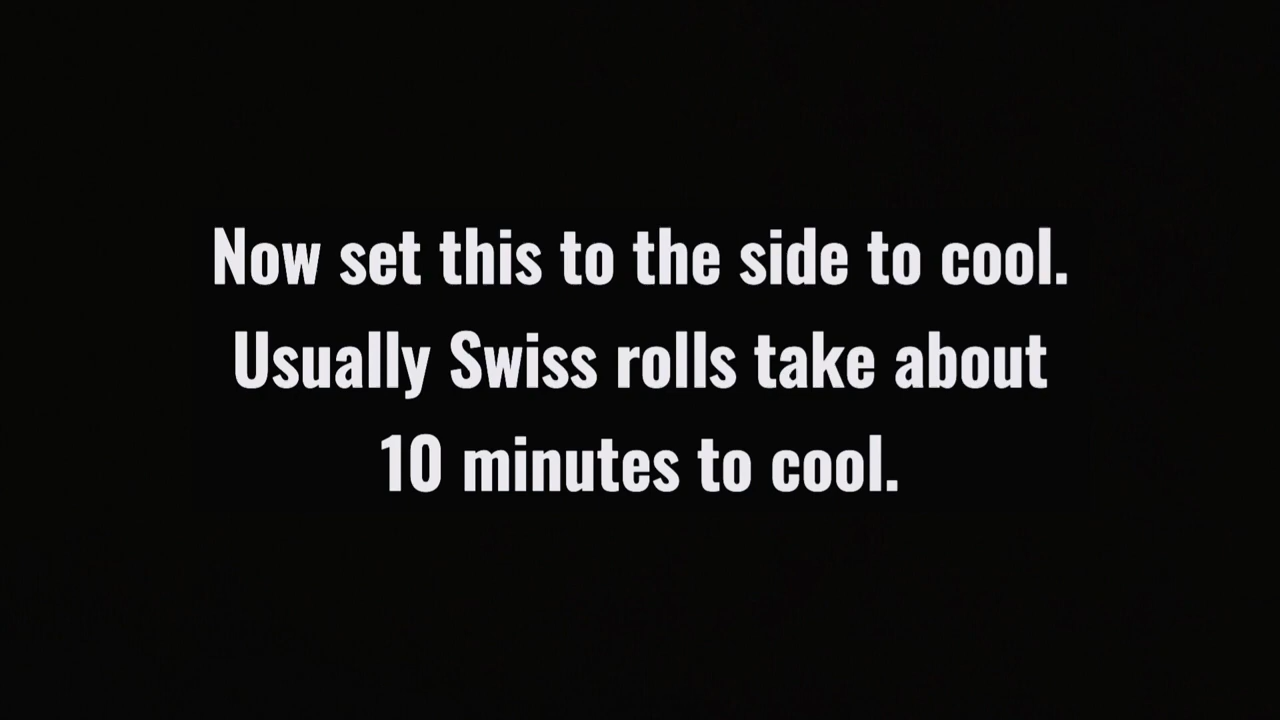 Now set this to the side to cool.
Usually Swiss rolls take about
10 minutes to cool.